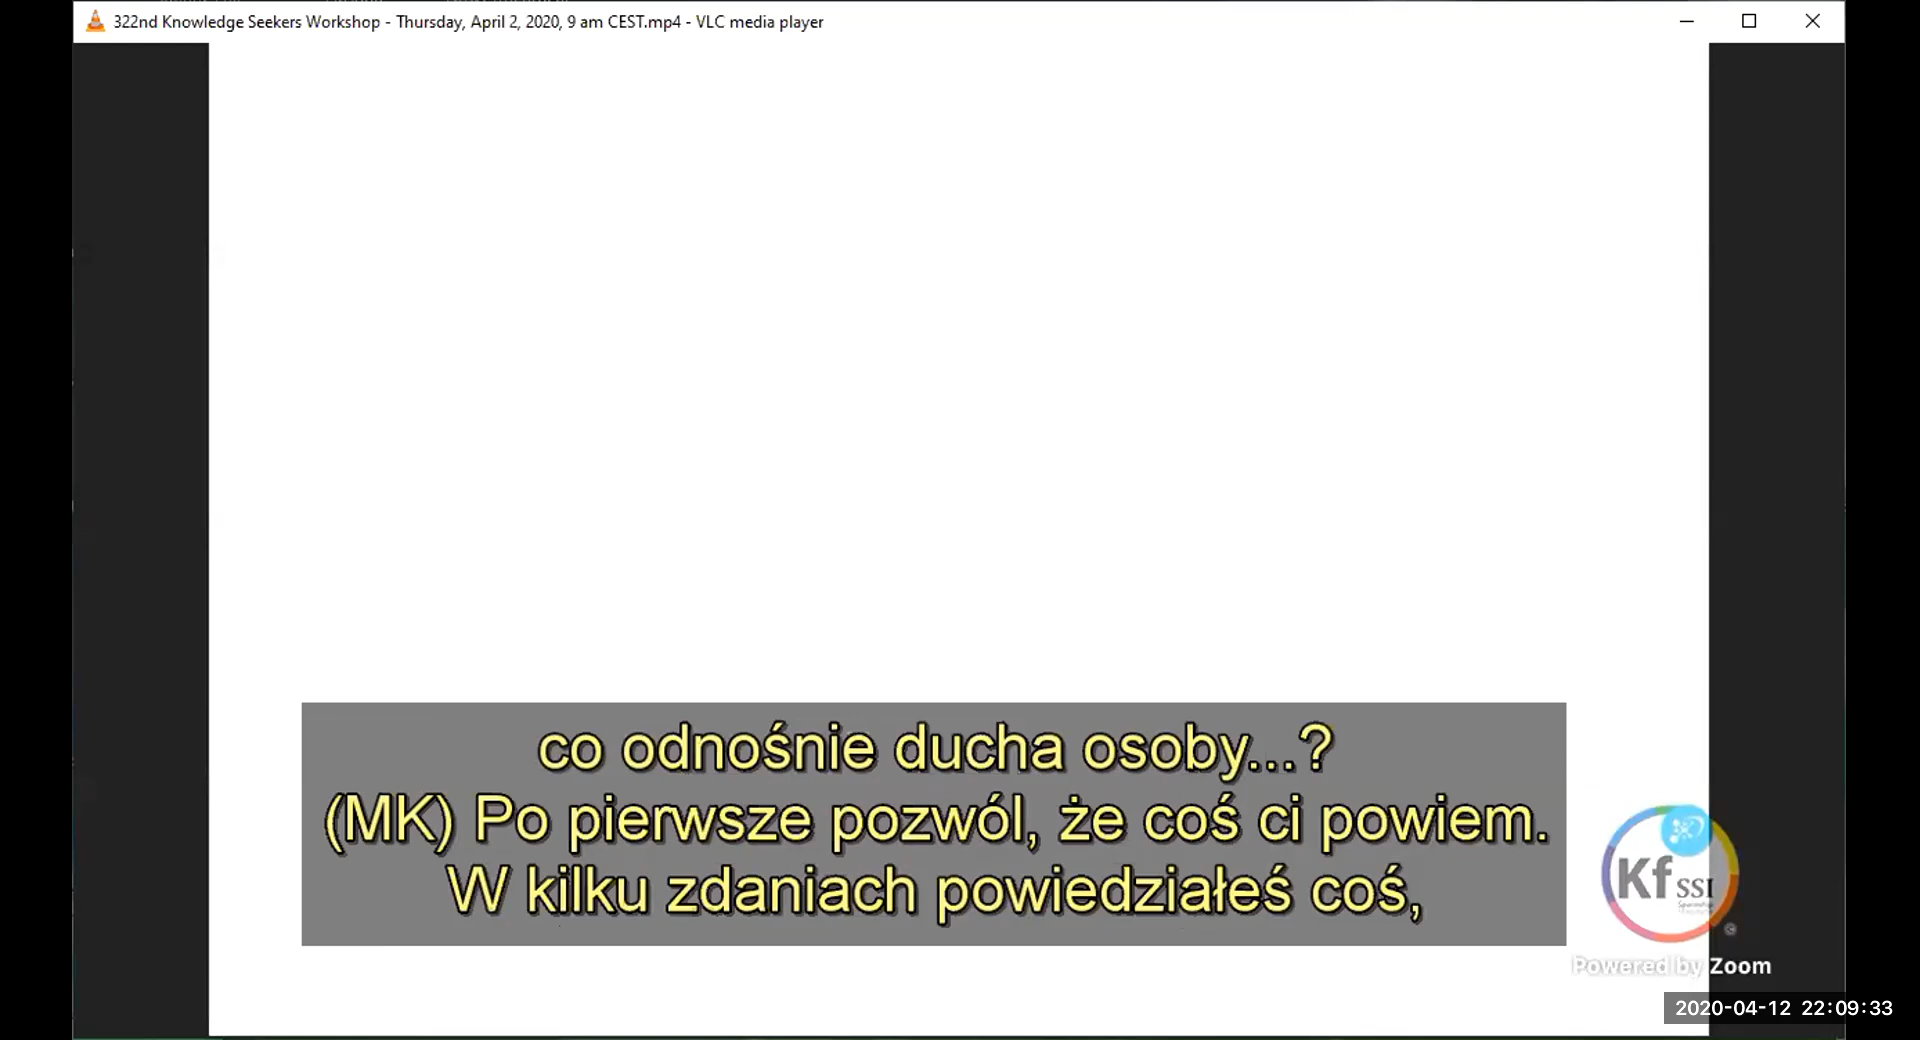 322nd Knowledge Seekers Workshop - Thursday, April 2, 2020, 9 am CEST.mp4 - VLC media player
co odnośnie ducha osoby...?
(MK) Po pierwsze pozwól, że coś ci powiem.
W kilku zdaniach powiedziałeś coś,
Kf SSI
Powered by Zoom
2020-04-12 22:09:33